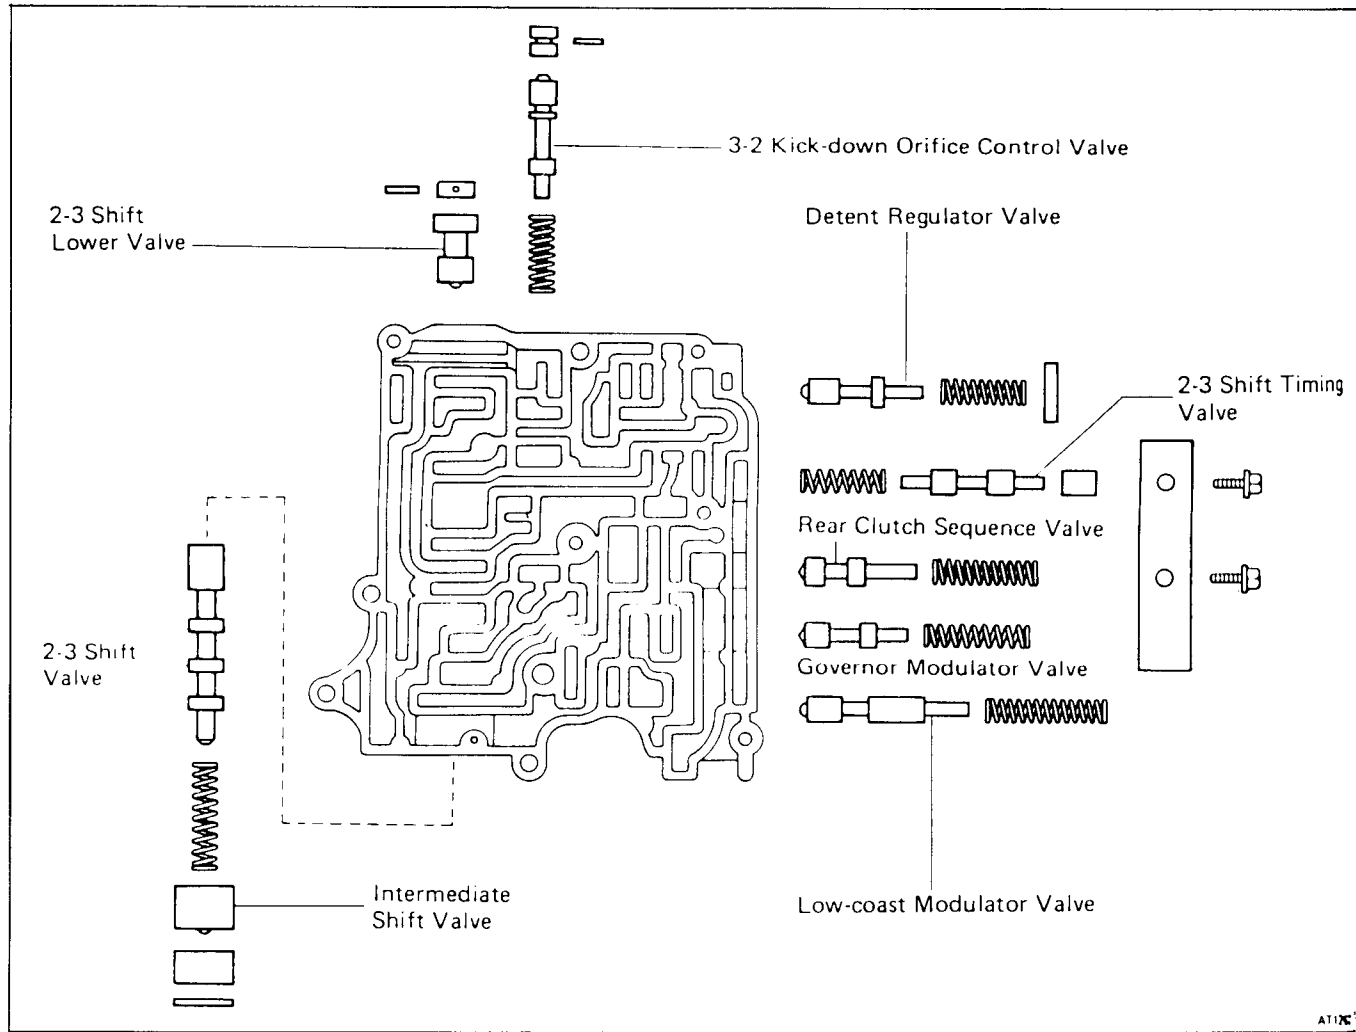 3-2 Kick-down Orifice Control Valve
2-3 Shift
Lower Valve
Detent Regulator Valve
2-3 Shift Timing
Valve
Rear Clutch Sequence Valve
2-3 Shift
Valve
Governor Modulator Valve
Intermediate
Shift Valve
Low-coast Modulator Valve